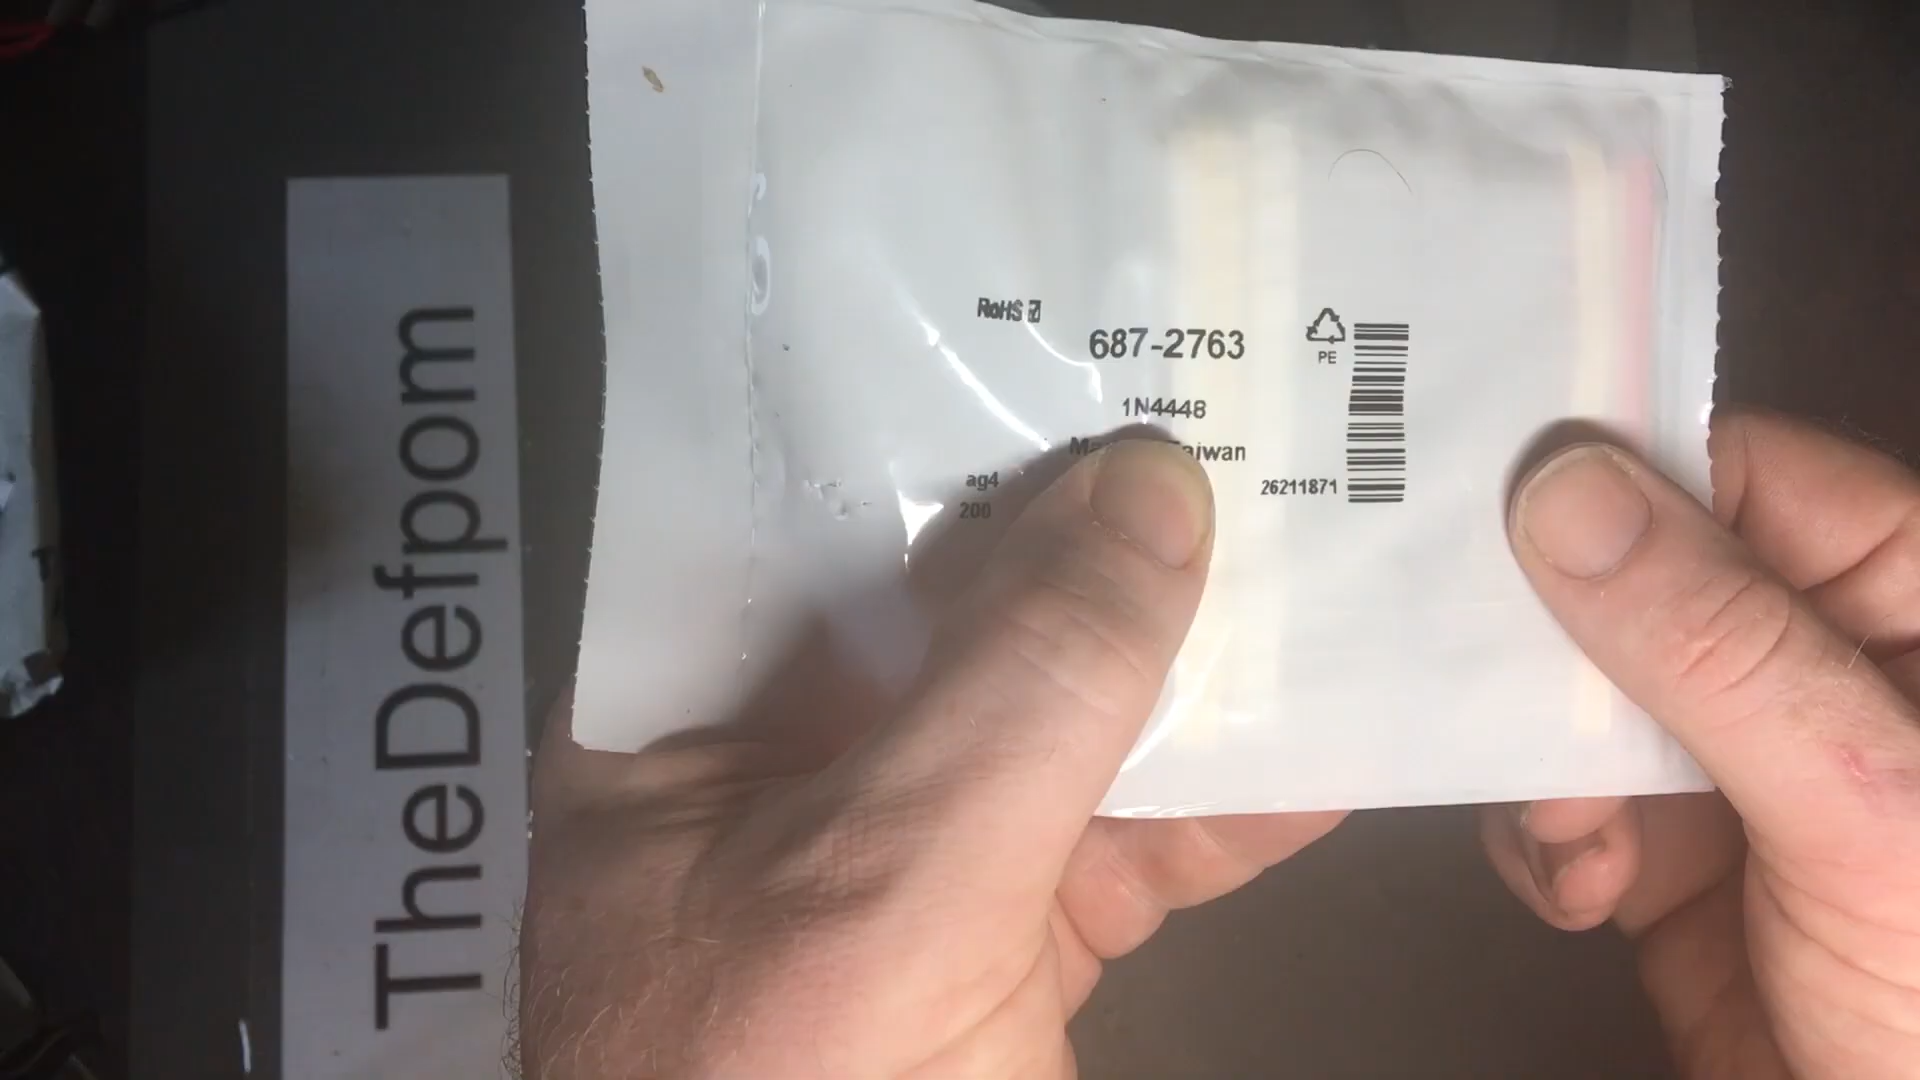 TheDefpom
RoHS
687-2763
PE
1N4448
Taiwan
ag4
26211871
200